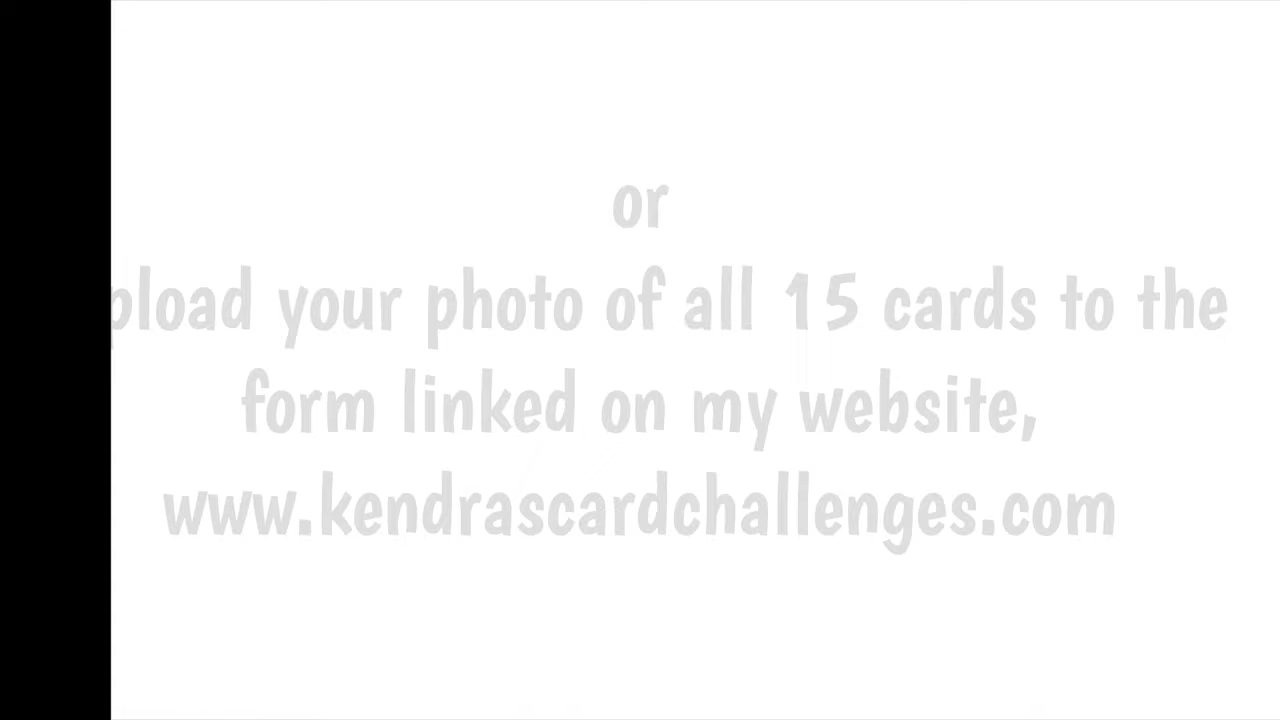 or
pload your photo of all 15 cards to the
form linked on my website,
www.kendrascardchallenges.com